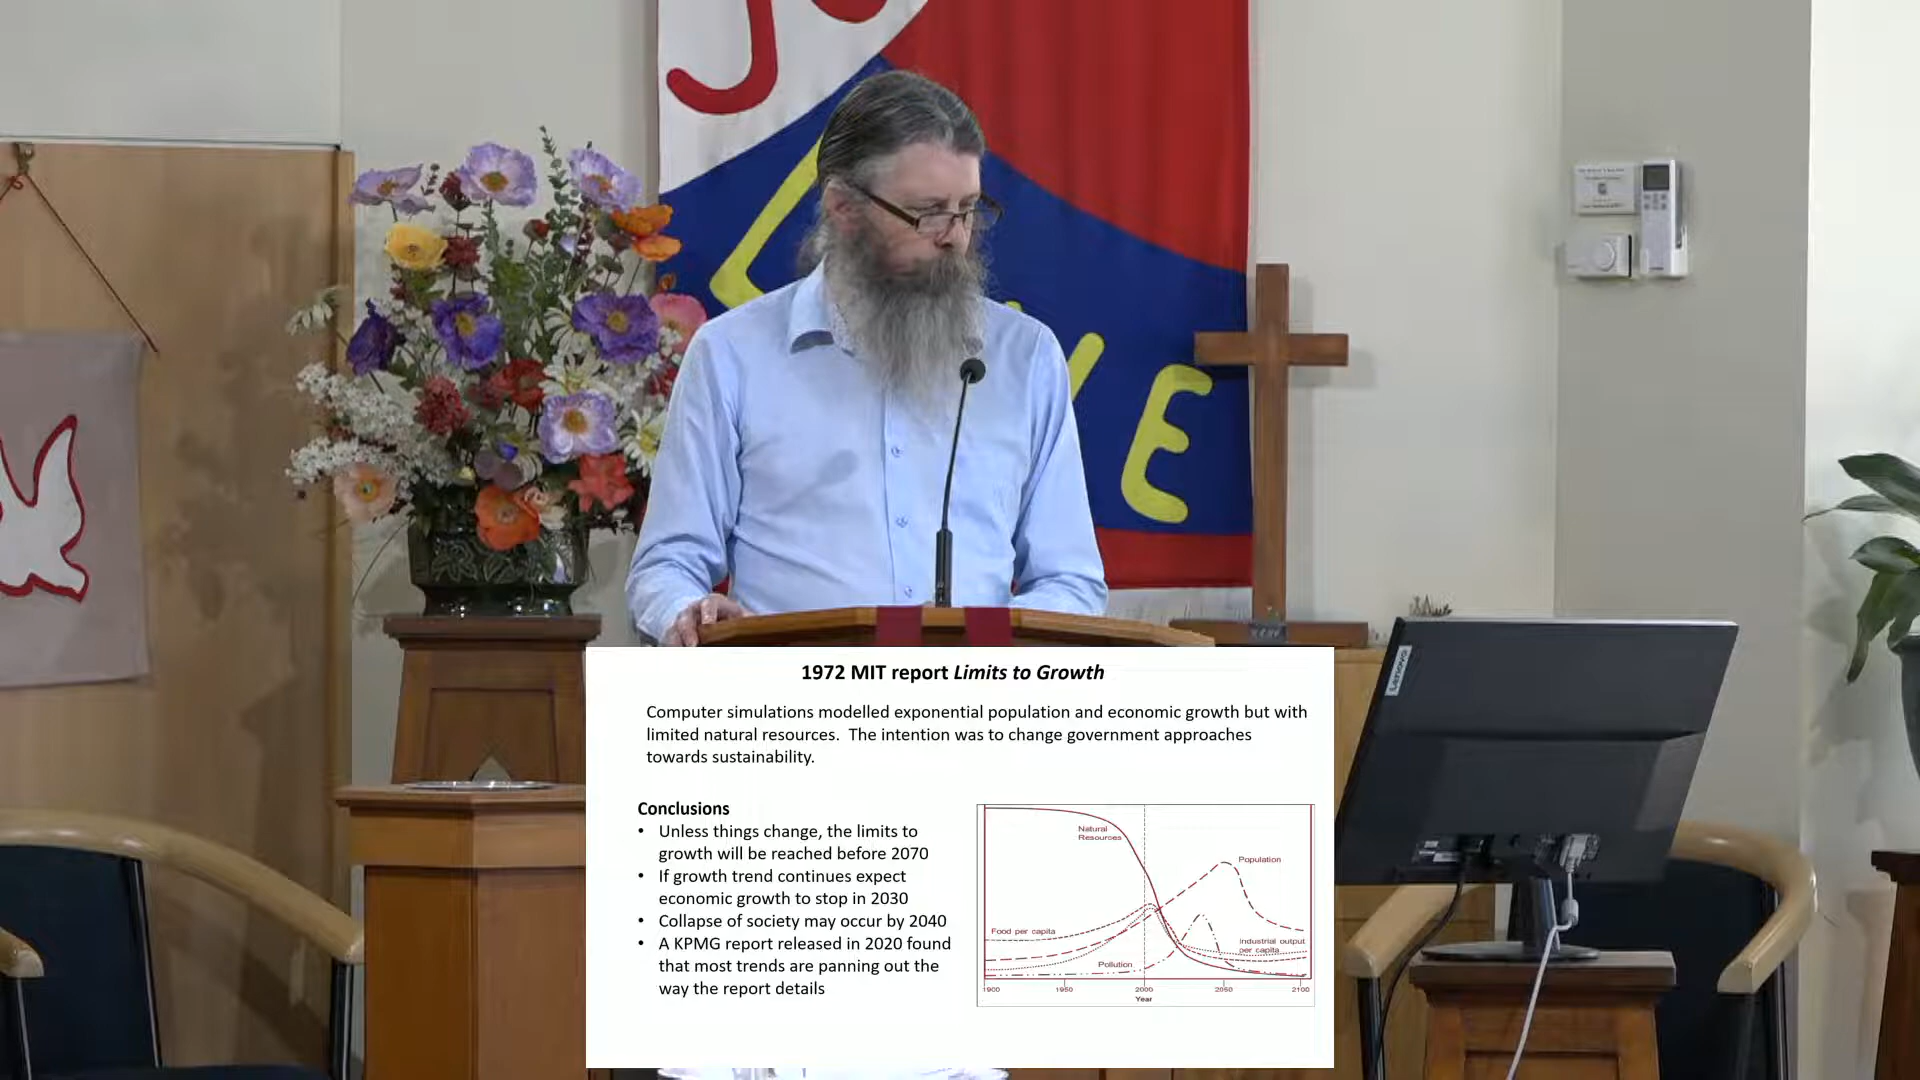 JO
LOVE
Lenovo
1972 MIT report Limits to Growth
Computer simulations modelled exponential population and economic growth but with
limited natural resources. The intention was to change government approaches
towards sustainability.
Conclusions
• Unless things change, the limits to
growth will be reached before 2070
• If growth trend continues expect
economic growth to stop in 2030
• Collapse of society may occur by 2040
• A KPMG report released in 2020 found
that most trends are panning out the
way the report details
Natural
Resources
Population
Food per capita
Industrial output
per capita
Pollution
1900 1950 2000 2050 2100
Year